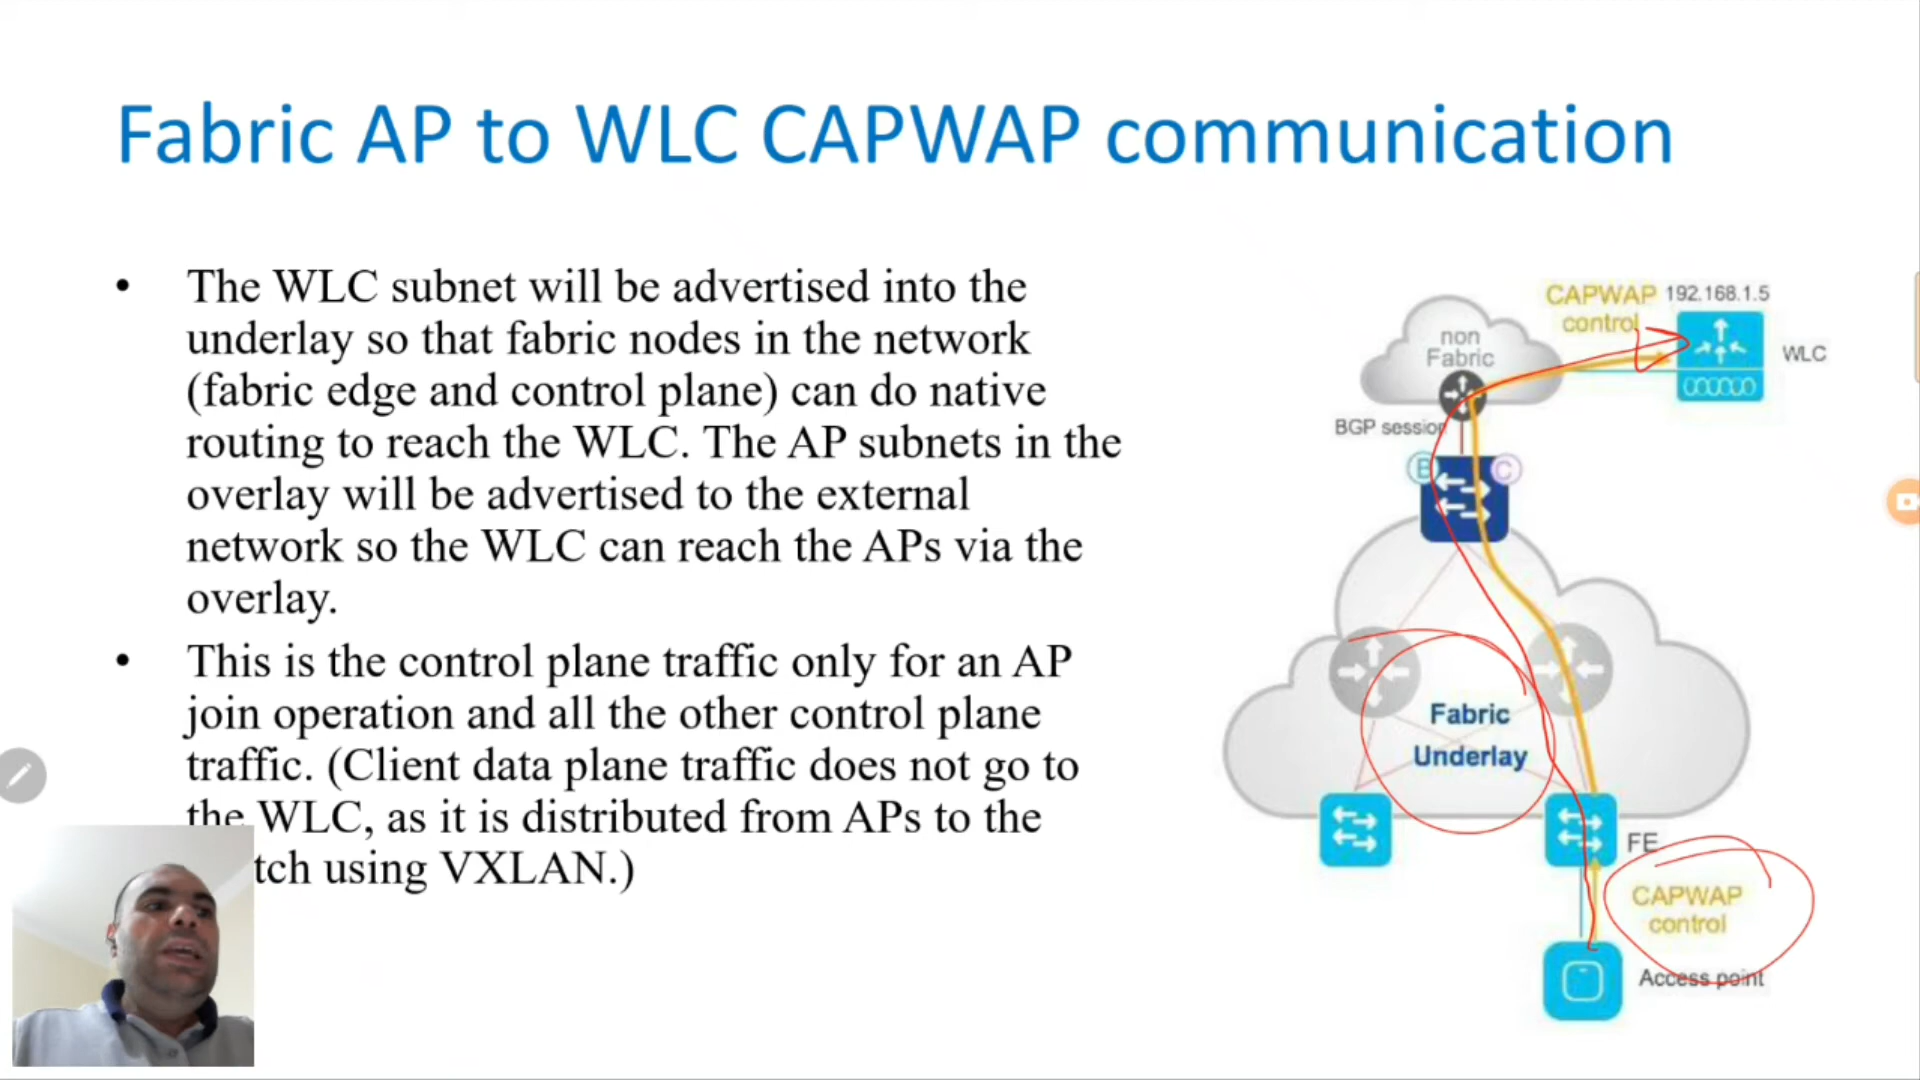 Fabric AP to WLC CAPWAP communication
• The WLC subnet will be advertised into the
underlay so that fabric nodes in the network
(fabric edge and control plane) can do native
routing to reach the WLC. The AP subnets in the
overlay will be advertised to the external
network so the WLC can reach the APs via the
overlay.
• This is the control plane traffic only for an AP
join operation and all the other control plane
traffic. (Client data plane traffic does not go to
the WLC, as it is distributed from APs to the
tch using VXLAN.)
CAPWAP
control
192.168.1.5
WLC
non
Fabric
BGP session
B
C
Fabric
Underlay
FE
CAPWAP
control
Access point